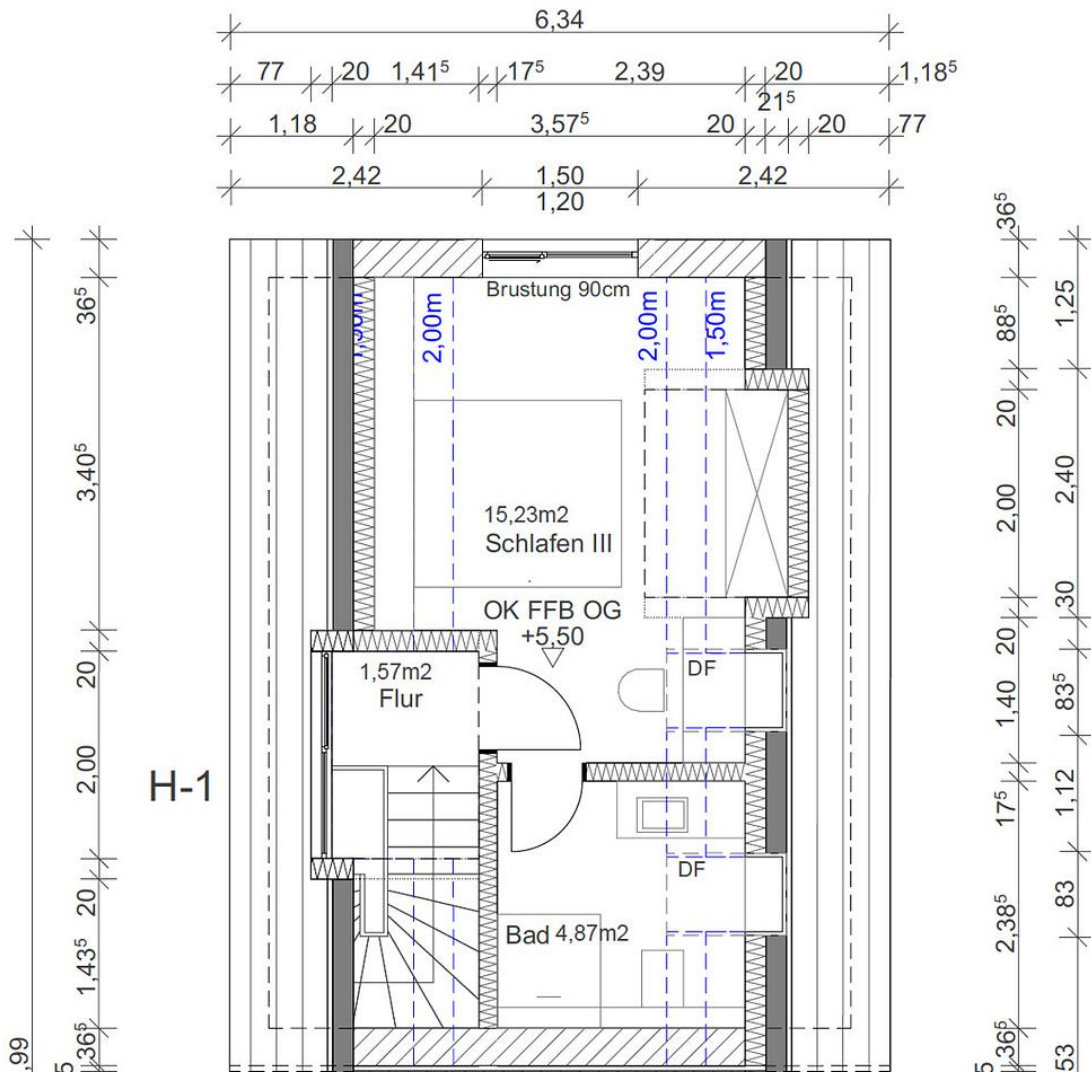 6,34
77 20 1,41⁵ 17⁵ 2,39 20 1,18⁵
21⁵
1,18 20 3,57⁵ 20 20 77
2,42 1,50 2,42
1,20
36⁵
3,40⁵
20
2,00
20
1,43⁵
36⁵
,99
Brustung 90cm
2,00m
2,00m
1,50m
15,23m2
Schlafen III
OK FFB OG
+5,50
1,57m2
Flur
DF
H-1
DF
Bad 4,87m2
36⁵
88⁵
20
2,00
20
1,40
17⁵
2,38⁵
36⁵
1,25
2,40
30
83⁵
1,12
83
53